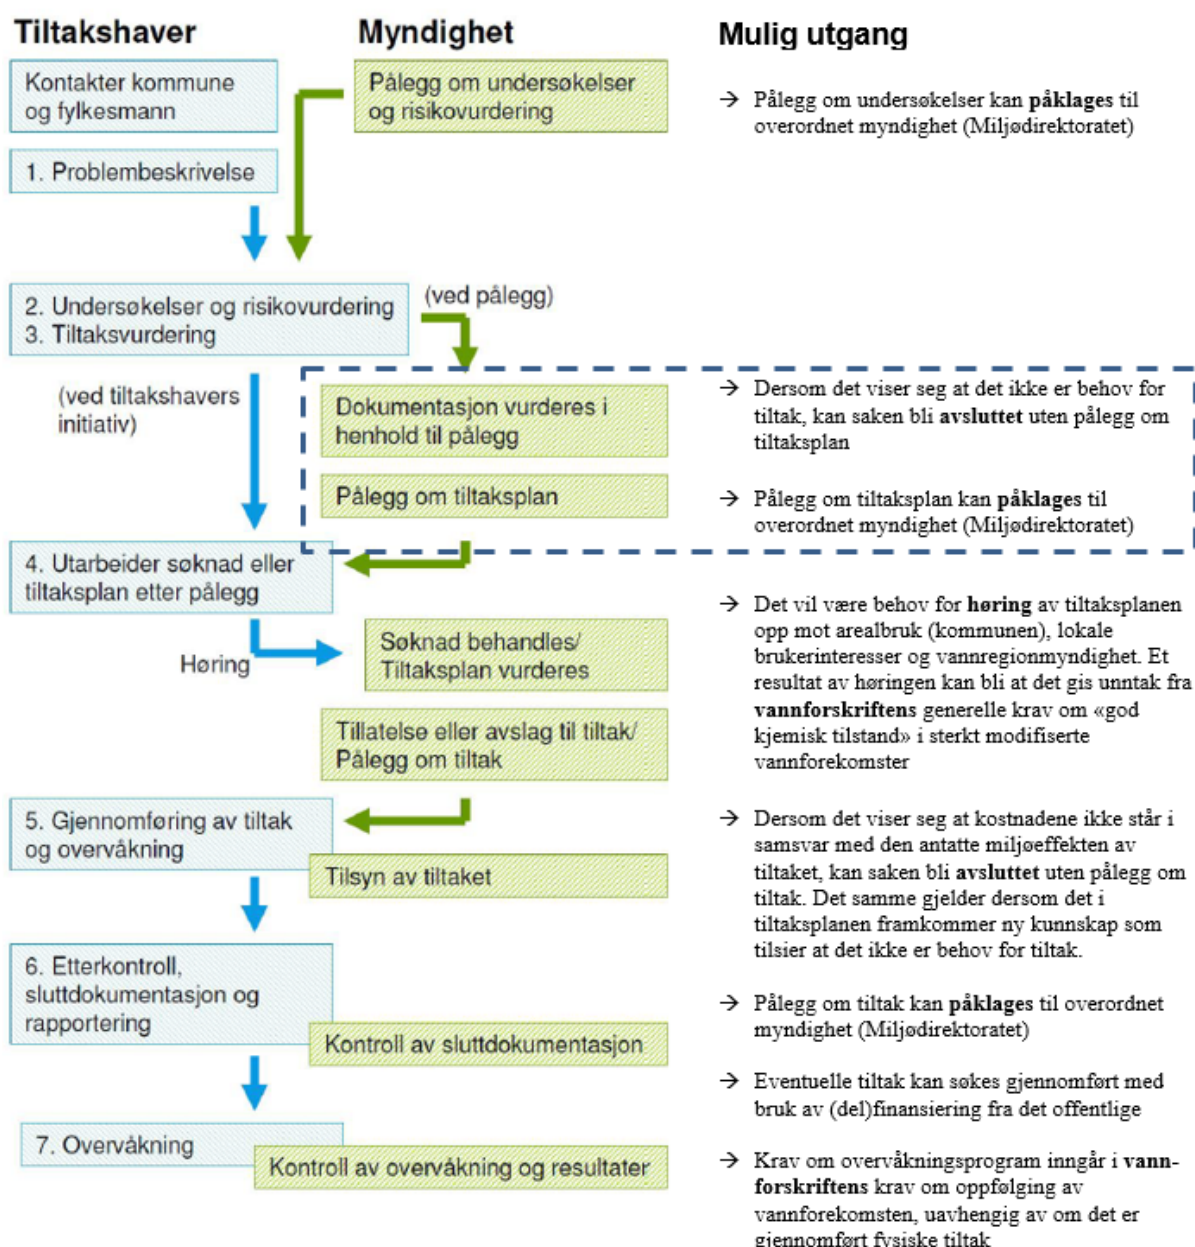 Tiltakshaver
Myndighet
Mulig utgang
Kontakter kommune
og fylkesmann
Pålegg om undersøkelser
og risikovurdering
→ Pålegg om undersøkelser kan påklages til
overordnet myndighet (Miljødirektoratet)
1. Problembeskrivelse
2. Undersøkelser og risikovurdering
3. Tiltaksvurdering
(ved pålegg)
(ved tiltakshavers
initiativ)
Dokumentasjon vurderes i
henhold til pålegg
→ Dersom det viser seg at det ikke er behov for
tiltak, kan saken bli avsluttet uten pålegg om
tiltaksplan
Pålegg om tiltaksplan
→ Pålegg om tiltaksplan kan påklages til
overordnet myndighet (Miljødirektoratet)
4. Utarbeider søknad eller
tiltaksplan etter pålegg
Høring
Søknad behandles/
Tiltaksplan vurderes
→ Det vil være behov for høring av tiltaksplanen
opp mot arealbruk (kommunen), lokale
brukerinteresser og vannregionmyndighet. Et
resultat av høringen kan bli at det gis unntak fra
vannforskriftens generelle krav om «god
kjemisk tilstand» i sterkt modifiserte
vannforekomster
Tillatelse eller avslag til tiltak/
Pålegg om tiltak
5. Gjennomføring av tiltak
og overvåkning
Tilsyn av tiltaket
→ Dersom det viser seg at kostnadene ikke står i
samsvar med den antatte miljøeffekten av
tiltaket, kan saken bli avsluttet uten pålegg om
tiltak. Det samme gjelder dersom det i
tiltaksplanen framkommer ny kunnskap som
tilsier at det ikke er behov for tiltak.
6. Etterkontroll,
sluttdokumentasjon og
rapportering
Kontroll av sluttdokumentasjon
→ Pålegg om tiltak kan påklages til overordnet
myndighet (Miljødirektoratet)
→ Eventuelle tiltak kan søkes gjennomført med
bruk av (del)finansiering fra det offentlige
7. Overvåkning
Kontroll av overvåkning og resultater
→ Krav om overvåkningsprogram inngår i vann-
forskriftens krav om oppfølging av
vannforekomsten, uavhengig av om det er
gjennomført fysiske tiltak